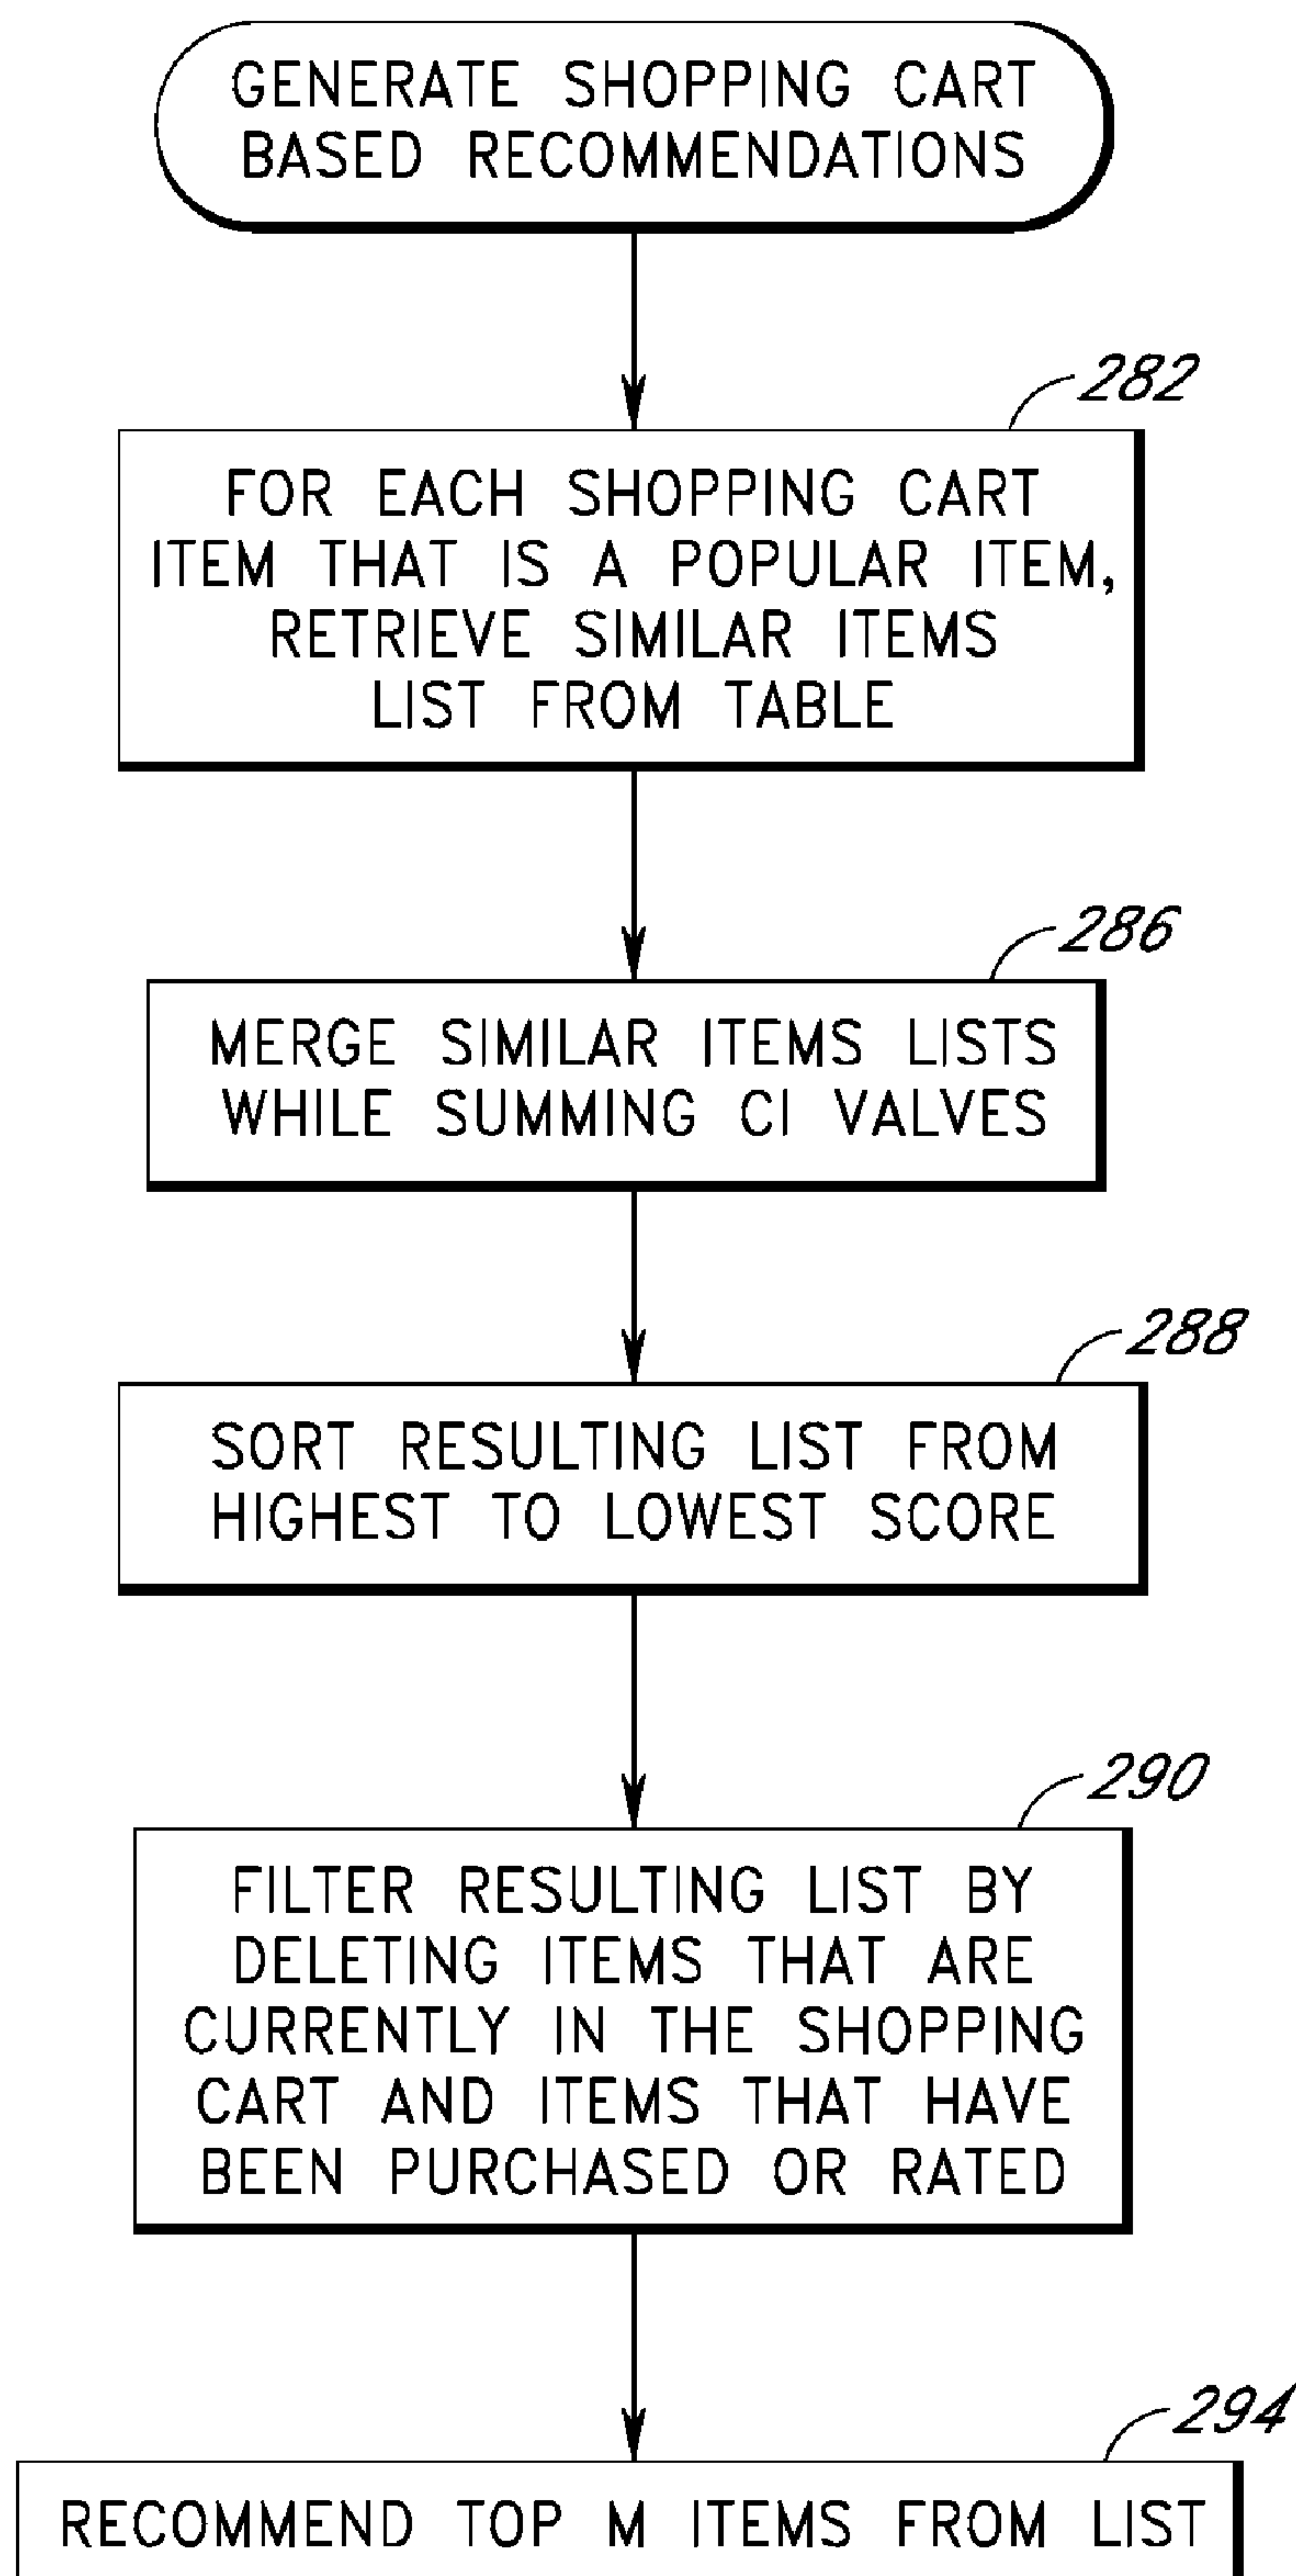 GENERATE SHOPPING CART
BASED RECOMMENDATIONS
282
FOR EACH SHOPPING CART
ITEM THAT IS A POPULAR ITEM,
RETRIEVE SIMILAR ITEMS
LIST FROM TABLE
286
MERGE SIMILAR ITEMS LISTS
WHILE SUMMING CI VALVES
288
SORT RESULTING LIST FROM
HIGHEST TO LOWEST SCORE
290
FILTER RESULTING LIST BY
DELETING ITEMS THAT ARE
CURRENTLY IN THE SHOPPING
CART AND ITEMS THAT HAVE
BEEN PURCHASED OR RATED
294
RECOMMEND TOP M ITEMS FROM LIST